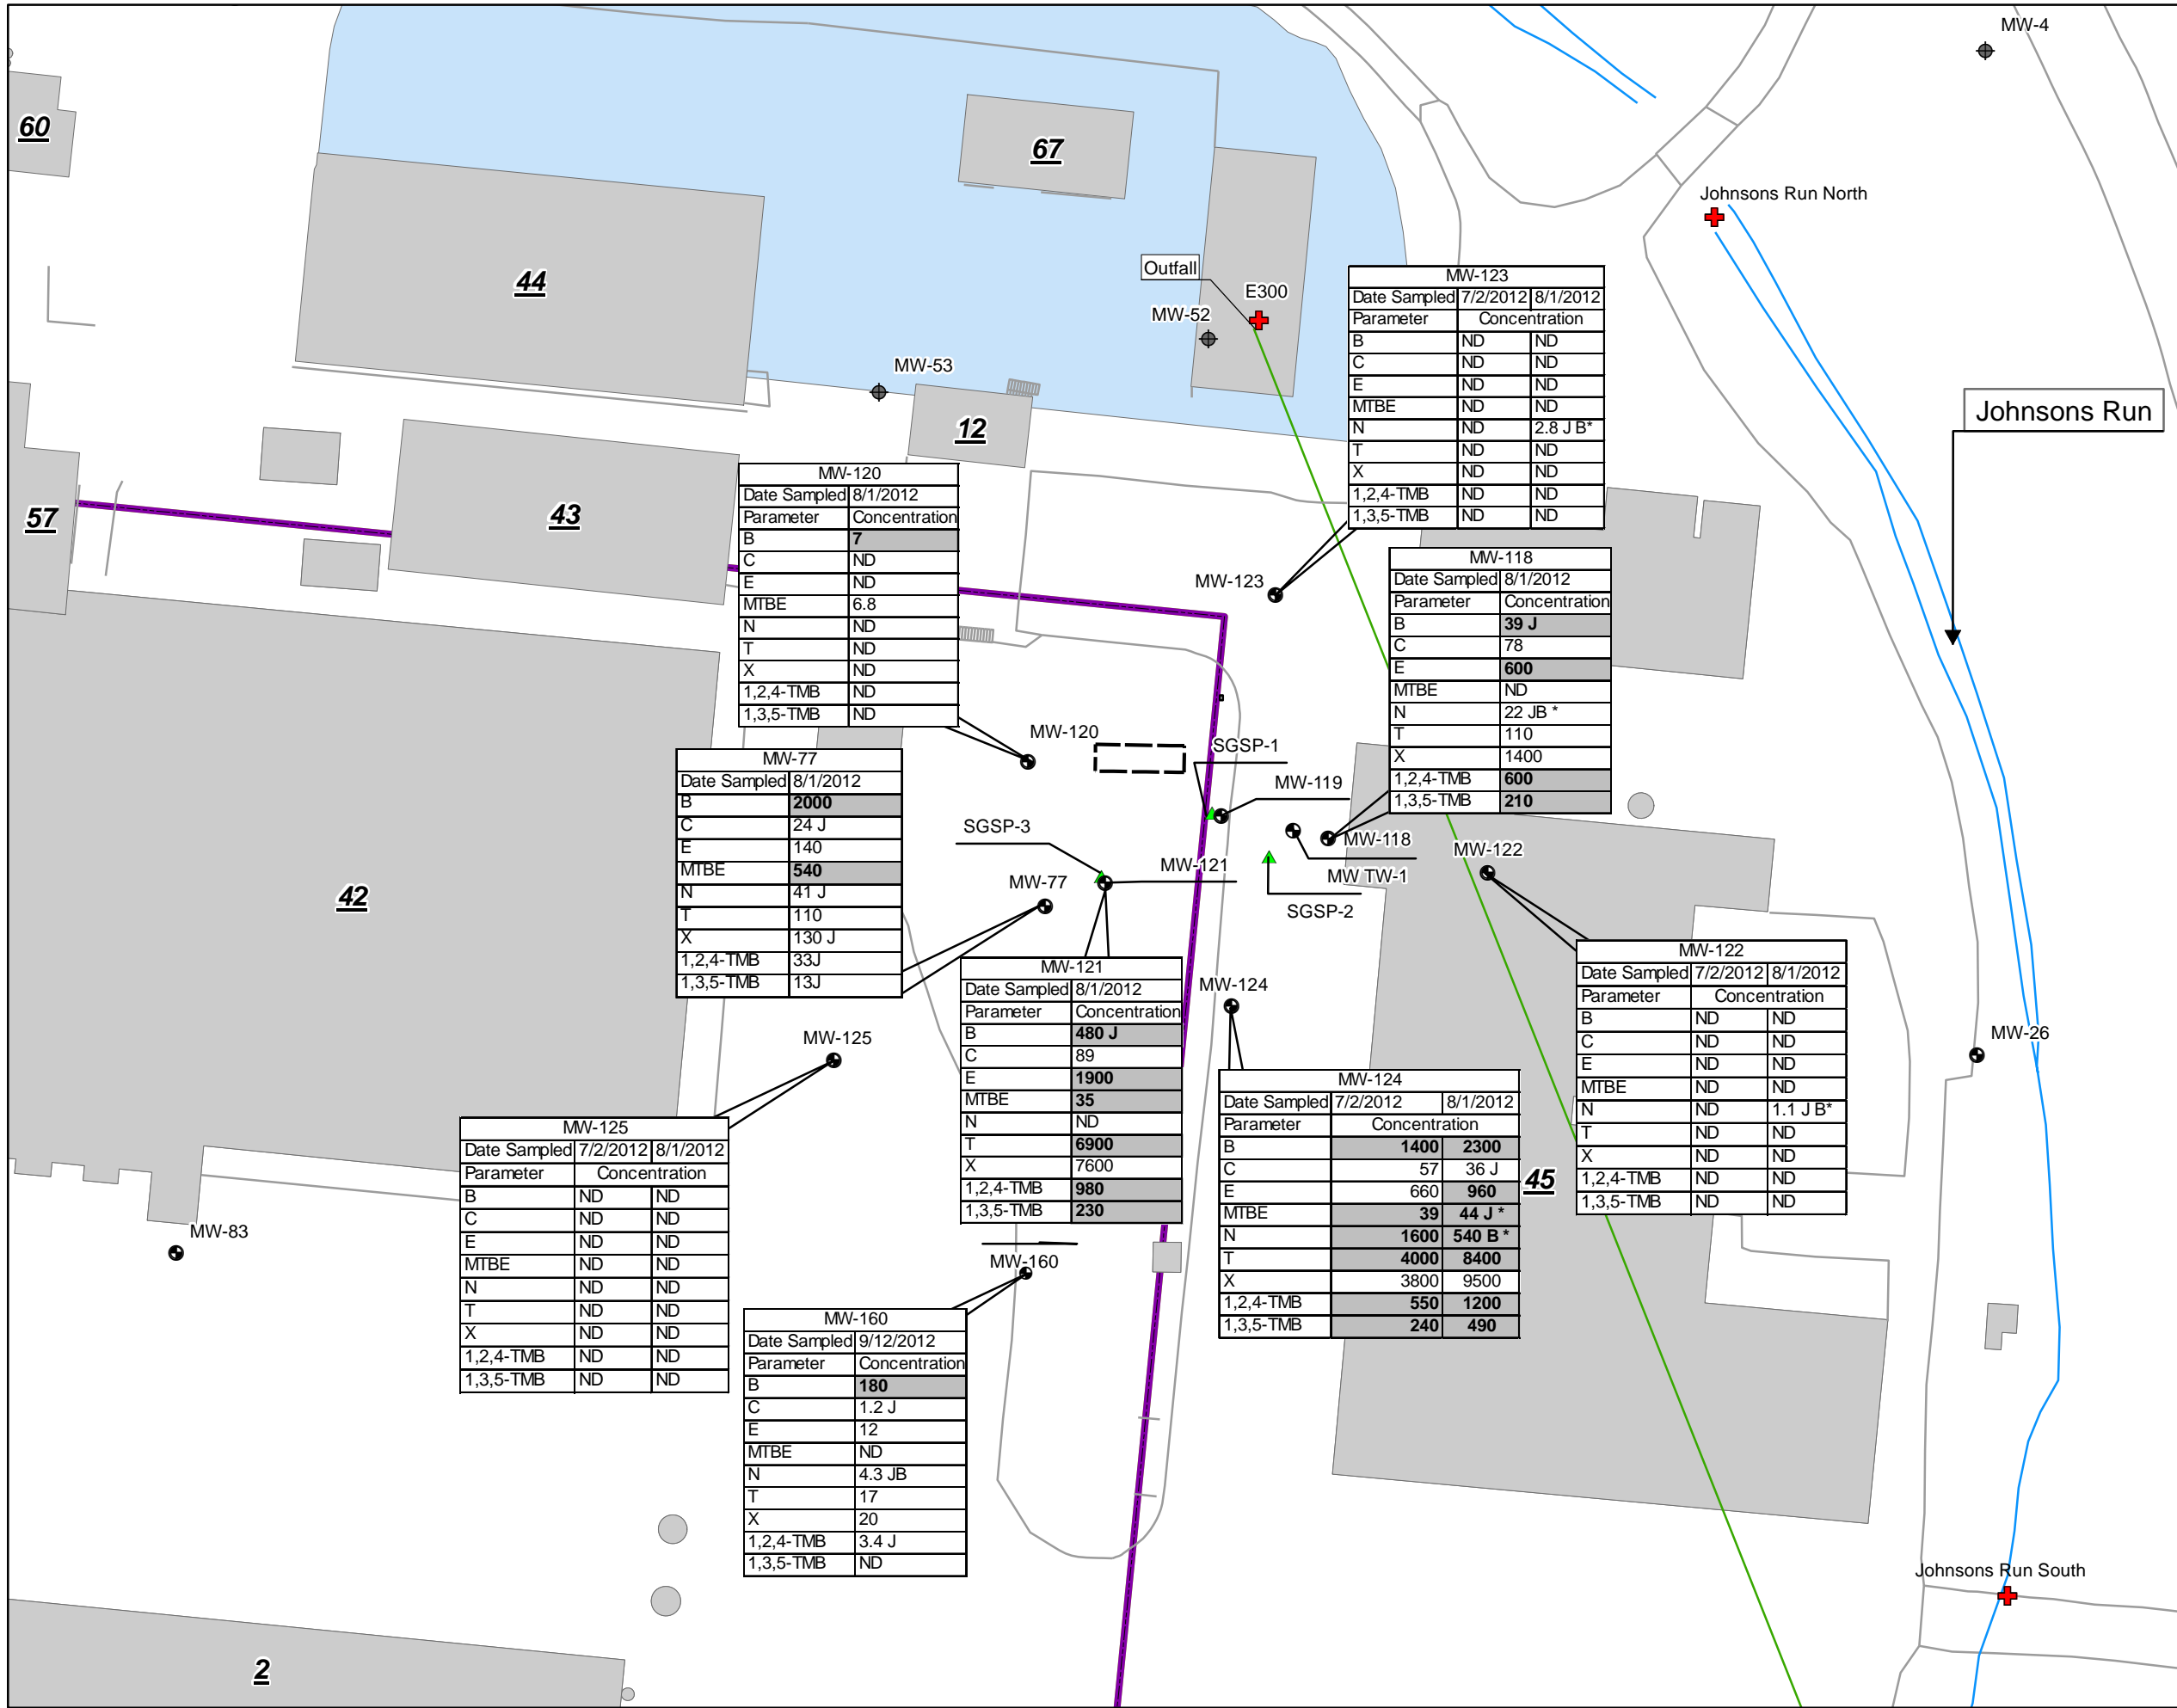 MW-4
60
67
Johnsons Run North
44
Outfall
E300
MW-52
MW-53
12
Johnsons Run
MW-123
Date Sampled 7/2/2012 8/1/2012
Parameter Concentration
B ND ND
C ND ND
E ND ND
MTBE ND ND
N ND 2.8 J B*
T ND ND
X ND ND
1,2,4-TMB ND ND
1,3,5-TMB ND ND
57
43
MW-120
Date Sampled 8/1/2012
Parameter Concentration
B 7
C ND
E ND
MTBE 6.8
N ND
T ND
X ND
1,2,4-TMB ND
1,3,5-TMB ND
MW-123
MW-118
Date Sampled 8/1/2012
Parameter Concentration
B 39 J
C 78
E 600
MTBE ND
N 22 JB *
T 110
X 1400
1,2,4-TMB 600
1,3,5-TMB 210
MW-120
SGSP-1
MW-119
MW-77
Date Sampled 8/1/2012
B 2000
C 24 J
E 140
MTBE 540
N 41 J
T 110
X 130 J
1,2,4-TMB 33J
1,3,5-TMB 13J
SGSP-3
MW-121
MW-77
MW-118
MW TW-1
SGSP-2
MW-122
42
MW-121
Date Sampled 8/1/2012
Parameter Concentration
B 480 J
C 89
E 1900
MTBE 35
N ND
T 6900
X 7600
1,2,4-TMB 980
1,3,5-TMB 230
MW-124
MW-122
Date Sampled 7/2/2012 8/1/2012
Parameter Concentration
B ND ND
C ND ND
E ND ND
MTBE ND ND
N ND 1.1 J B*
T ND ND
X ND ND
1,2,4-TMB ND ND
1,3,5-TMB ND ND
MW-26
MW-125
MW-124
Date Sampled 7/2/2012 8/1/2012
Parameter Concentration
B 1400 2300
C 57 36 J
E 660 960
MTBE 39 44 J *
N 1600 540 B *
T 4000 8400
X 3800 9500
1,2,4-TMB 550 1200
1,3,5-TMB 240 490
45
MW-125
Date Sampled 7/2/2012 8/1/2012
Parameter Concentration
B ND ND
C ND ND
E ND ND
MTBE ND ND
N ND ND
T ND ND
X ND ND
1,2,4-TMB ND ND
1,3,5-TMB ND ND
MW-83
MW-160
MW-160
Date Sampled 9/12/2012
Parameter Concentration
B 180
C 1.2 J
E 12
MTBE ND
N 4.3 JB
T 17
X 20
1,2,4-TMB 3.4 J
1,3,5-TMB ND
Johnsons Run South
2